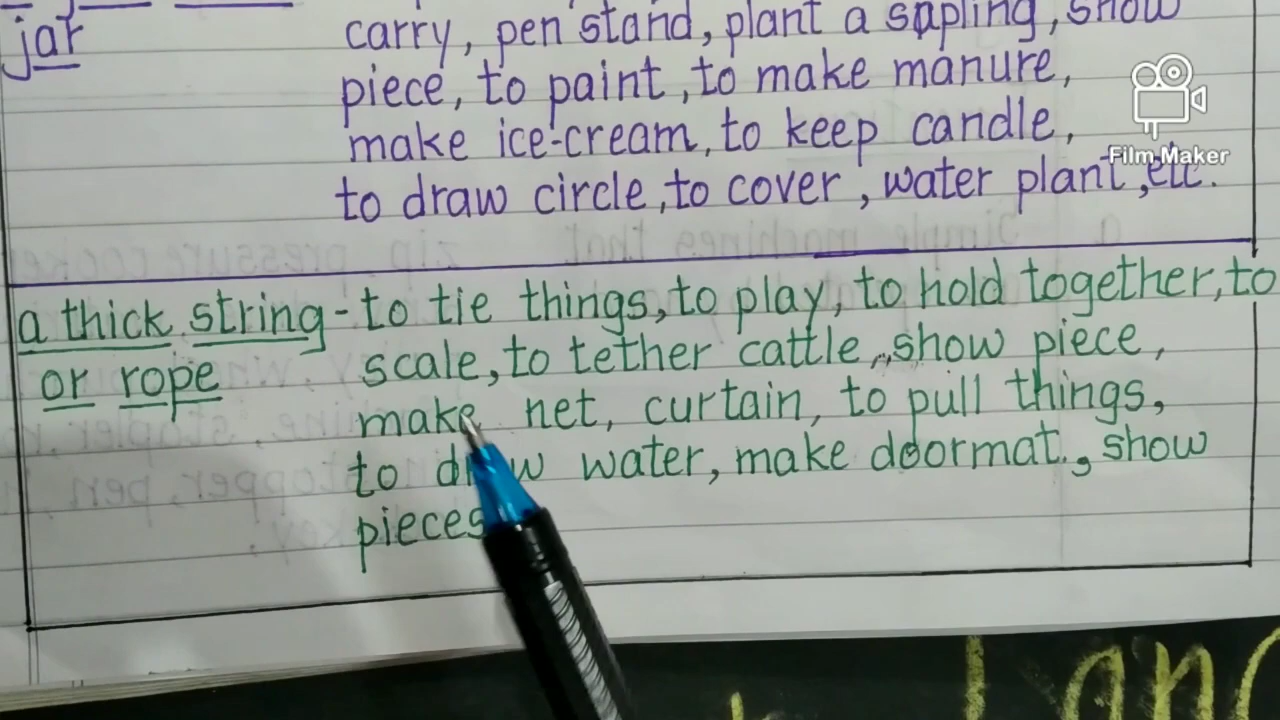 jar
carry, pen stand, plant a sapling, show
piece, to paint, to make manure,
make ice-cream, to keep candle,
to draw circle, to cover, water plant, etc.
Film Maker
a thick string - to tie things, to play, to hold together, to
or rope scale, to tether cattle, show piece,
make net, curtain, to pull things,
to draw water, make doormat, show
pieces